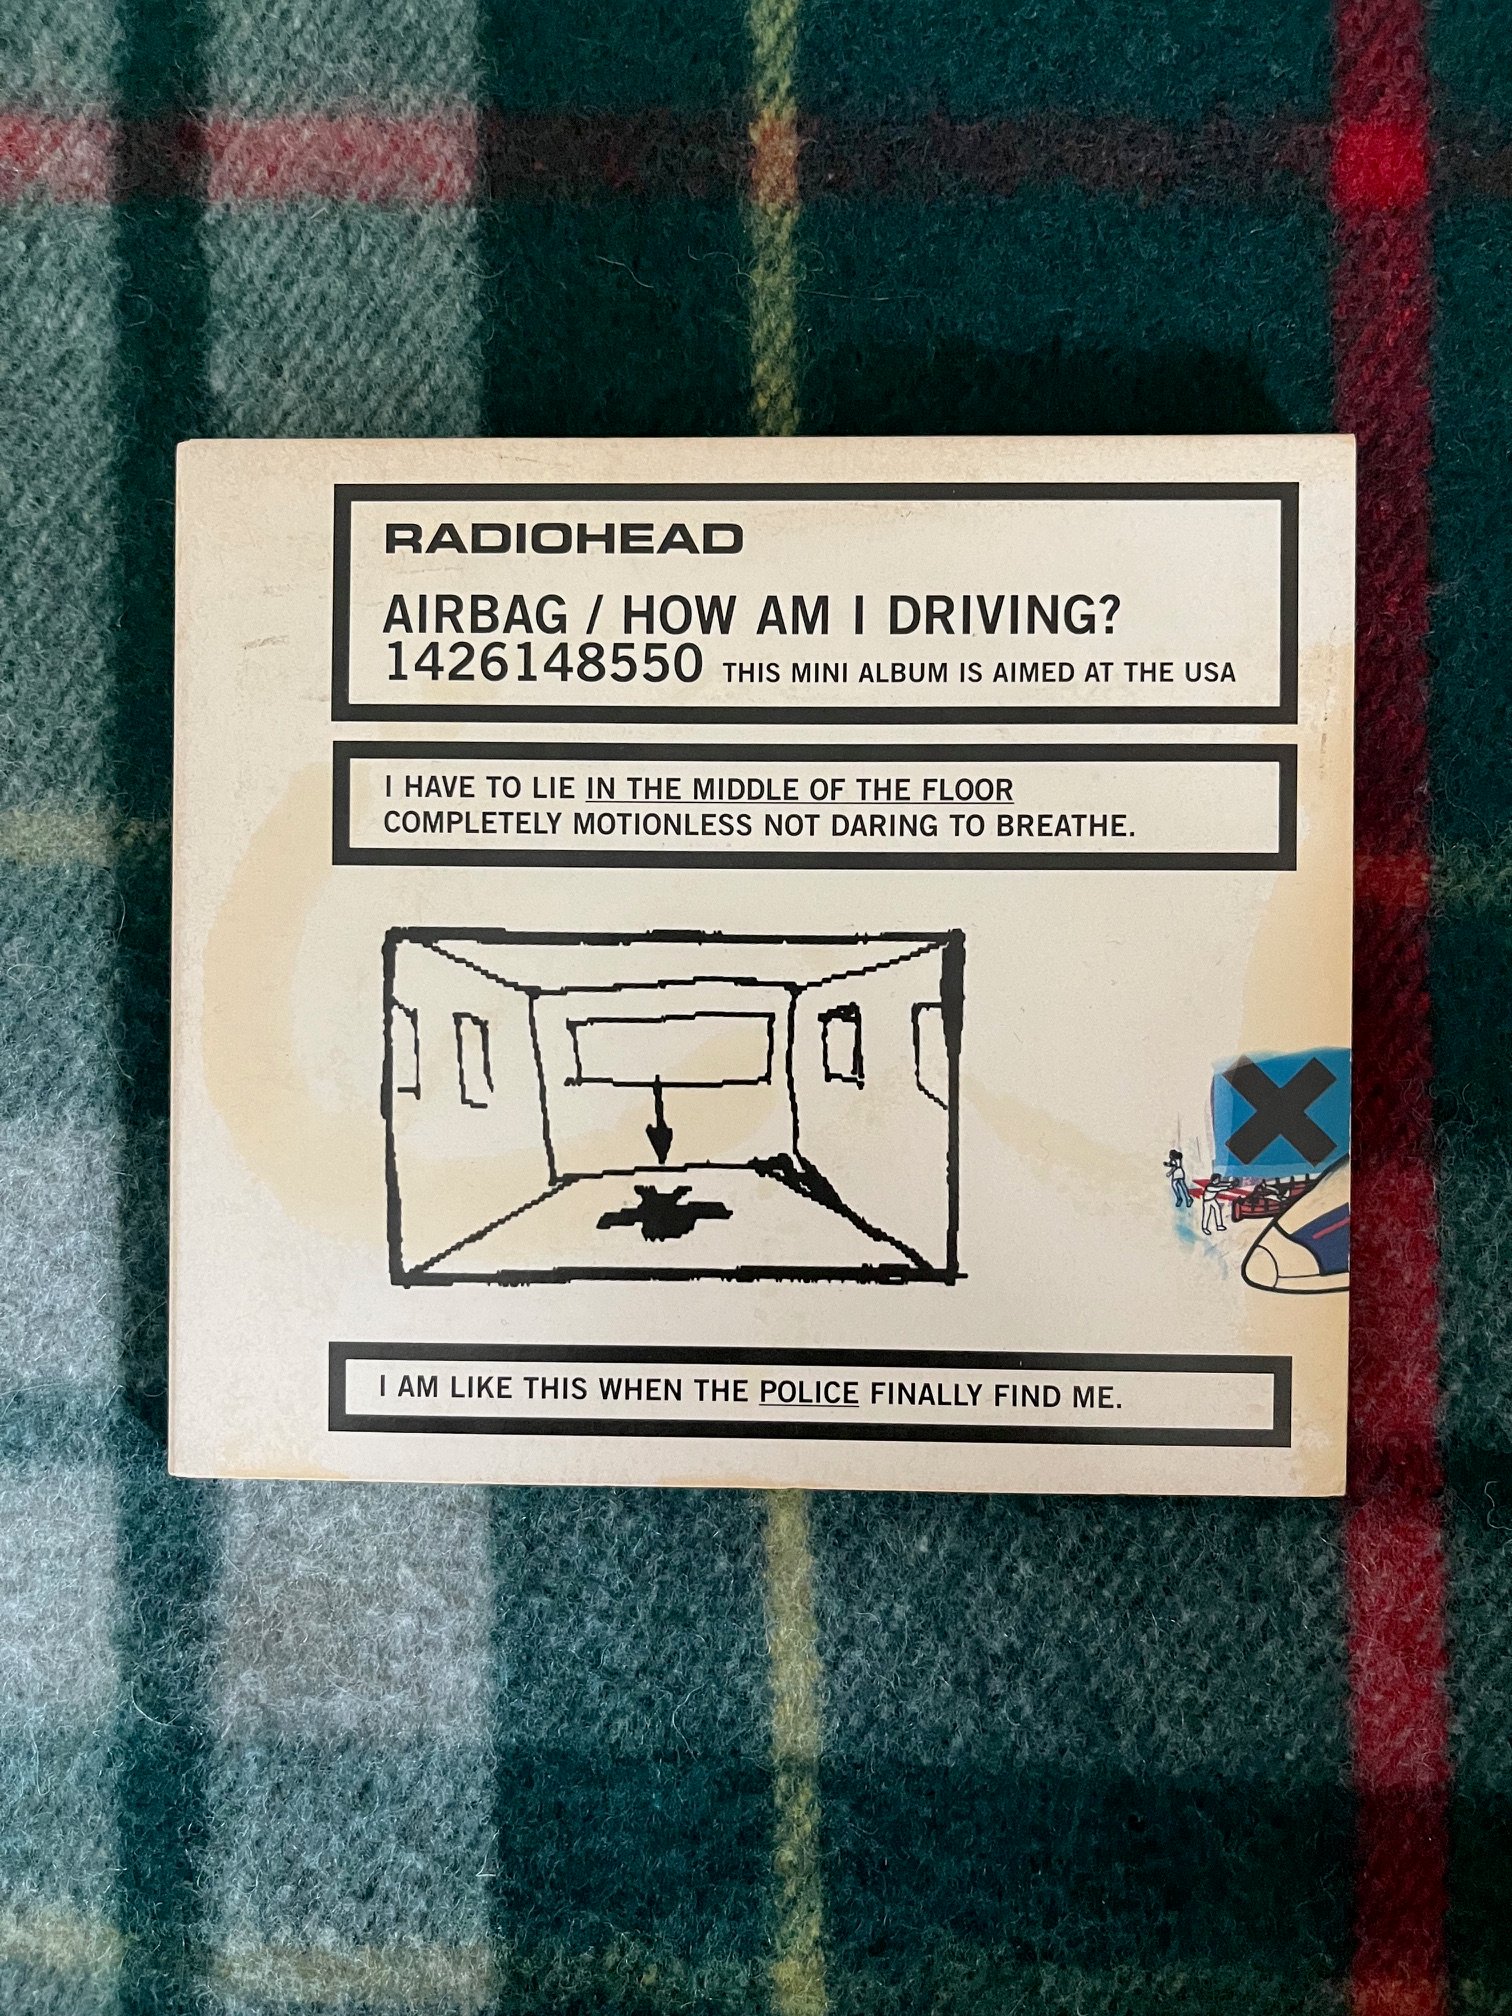 RADIOHEAD
AIRBAG / HOW AM I DRIVING?
1426148550 THIS MINI ALBUM IS AIMED AT THE USA
I HAVE TO LIE IN THE MIDDLE OF THE FLOOR
COMPLETELY MOTIONLESS NOT DARING TO BREATHE.
I AM LIKE THIS WHEN THE POLICE FINALLY FIND ME.